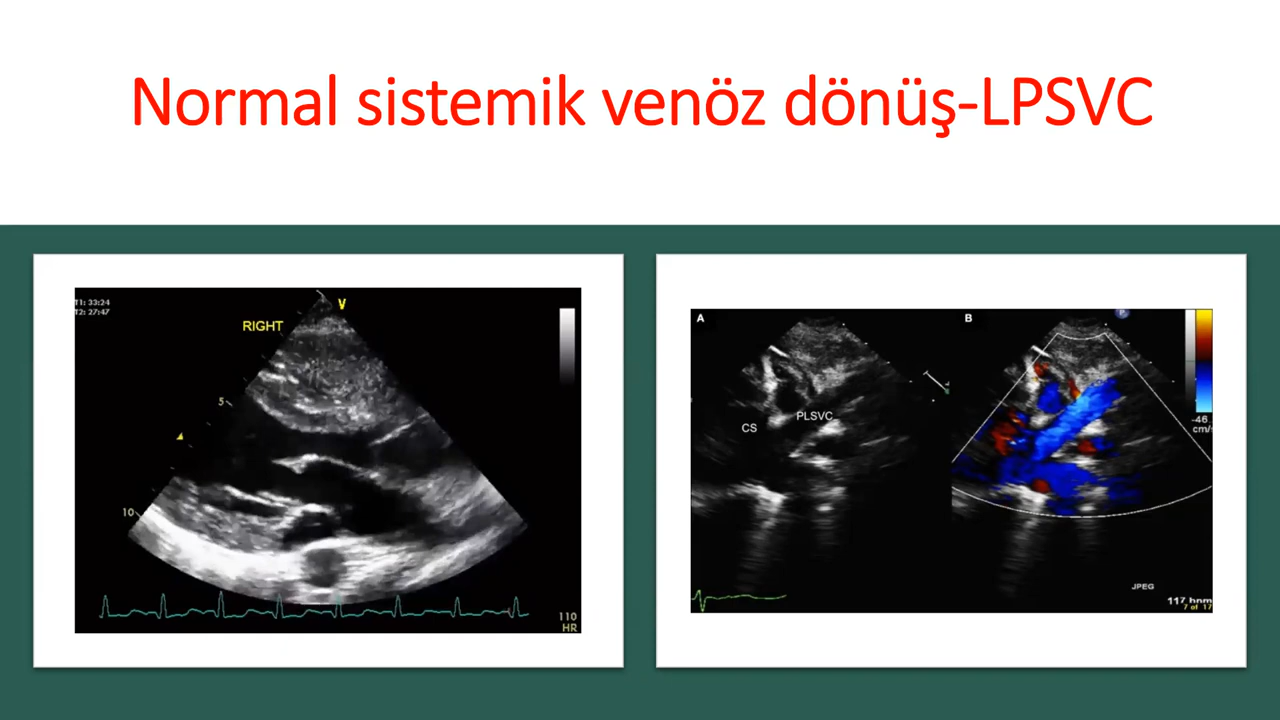 Normal sistemik venöz dönüş-LPSVC
T1: 33:24
T2: 27:47
RIGHT
V
5
10
110
HR
A
CS
PLSVC
B
P
-46
cm/s
JPEG
117 bpm
7 of 17